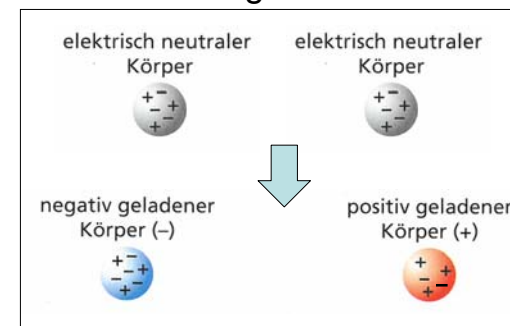 elektrisch neutraler
Körper
elektrisch neutraler
Körper
negativ geladener
Körper (–)
positiv geladener
Körper (+)